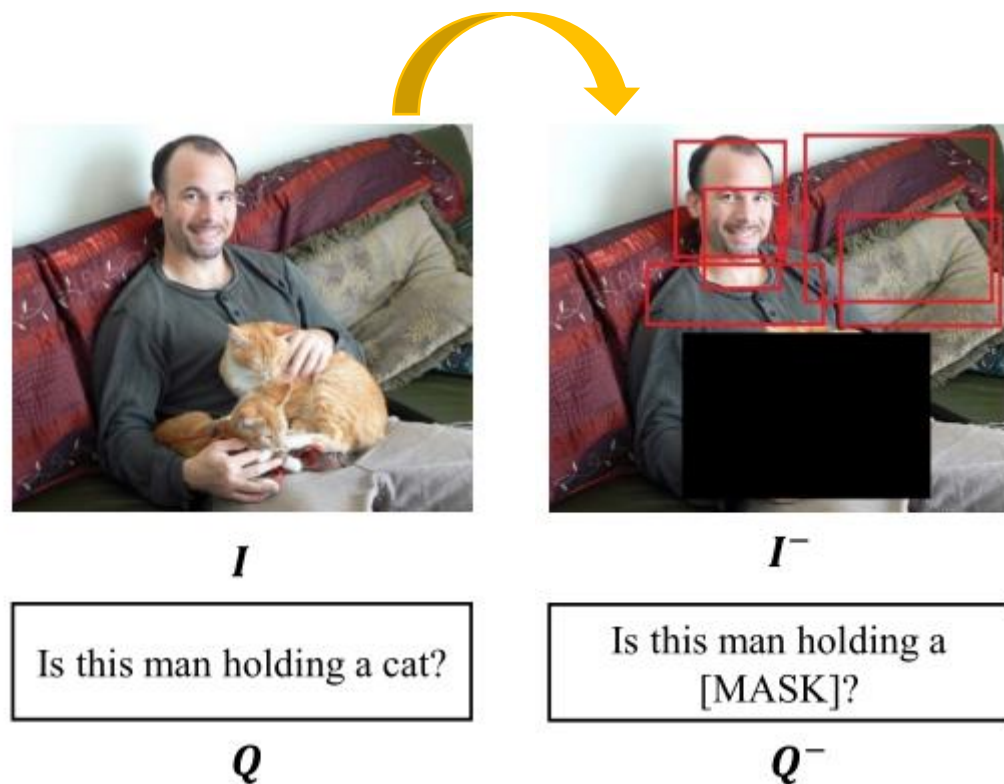 I
I⁻
Is this man holding a cat?
Is this man holding a
[MASK]?
Q
Q⁻